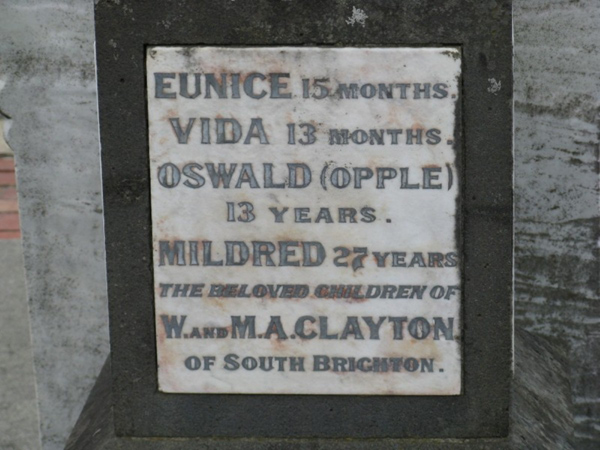 EUNICE 15 MONTHS.
VIDA 13 MONTHS.
OSWALD (OPPLE)
13 YEARS.
MILDRED 27 YEARS
THE BELOVED CHILDREN OF
W. AND M.A. CLAYTON.
OF SOUTH BRIGHTON.